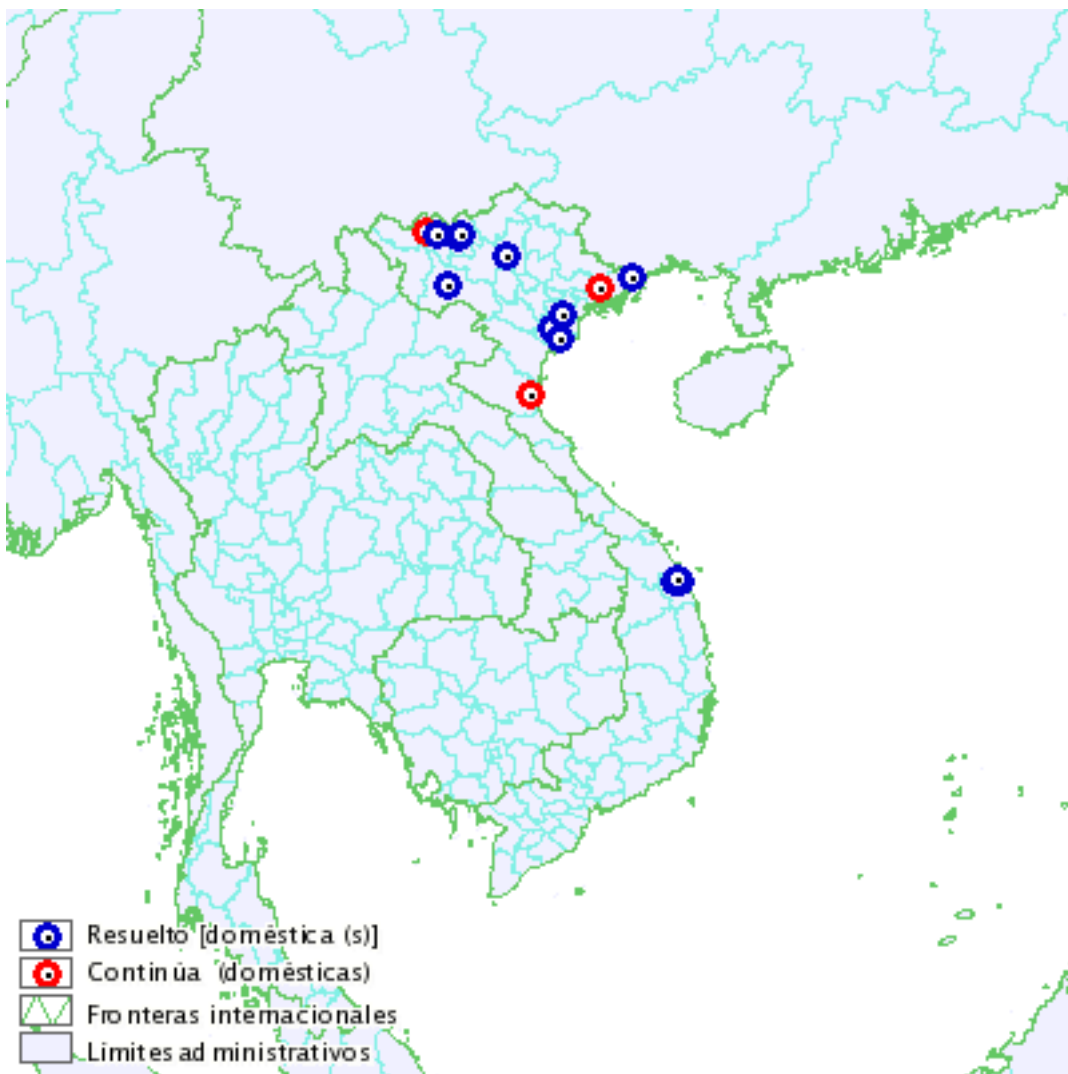 Resuelto [doméstica (s)]
Continúa (domésticas)
Fronteras internacionales
Límites administrativos